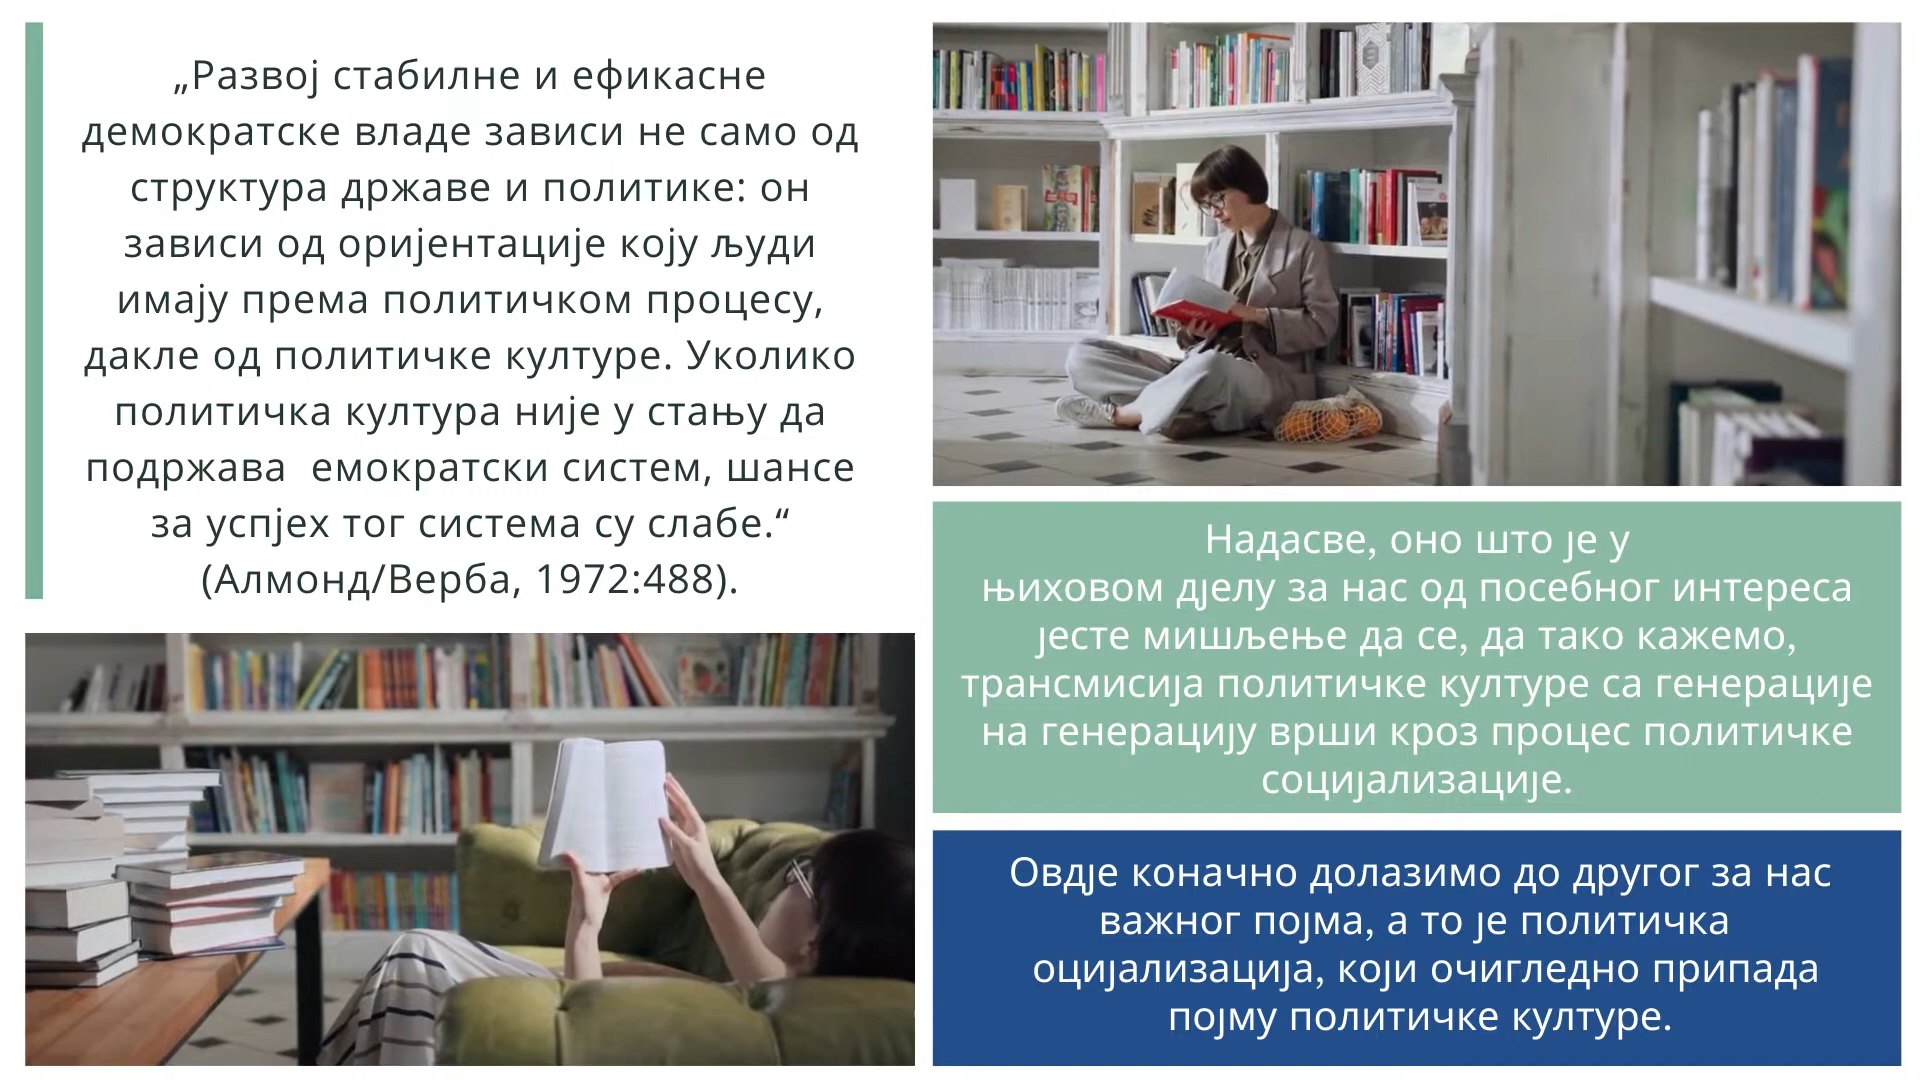 „Развој стабилне и ефикасне
демократске владе зависи не само од
структура државе и политике: он
зависи од оријентације коју људи
имају према политичком процесу,
дакле од политичке културе. Уколико
политичка култура није у стању да
подржава  емократски систем, шансе
за успјех тог система су слабе.“
(Алмонд/Верба, 1972:488).
Надасве, оно што је у
њиховом дјелу за нас од посебног интереса
јесте мишљење да се, да тако кажемо,
трансмисија политичке културе са генерације
на генерацију врши кроз процес политичке
социјализације.
Овдје коначно долазимо до другог за нас
важног појма, а то је политичка
оцијализација, који очигледно припада
појму политичке културе.